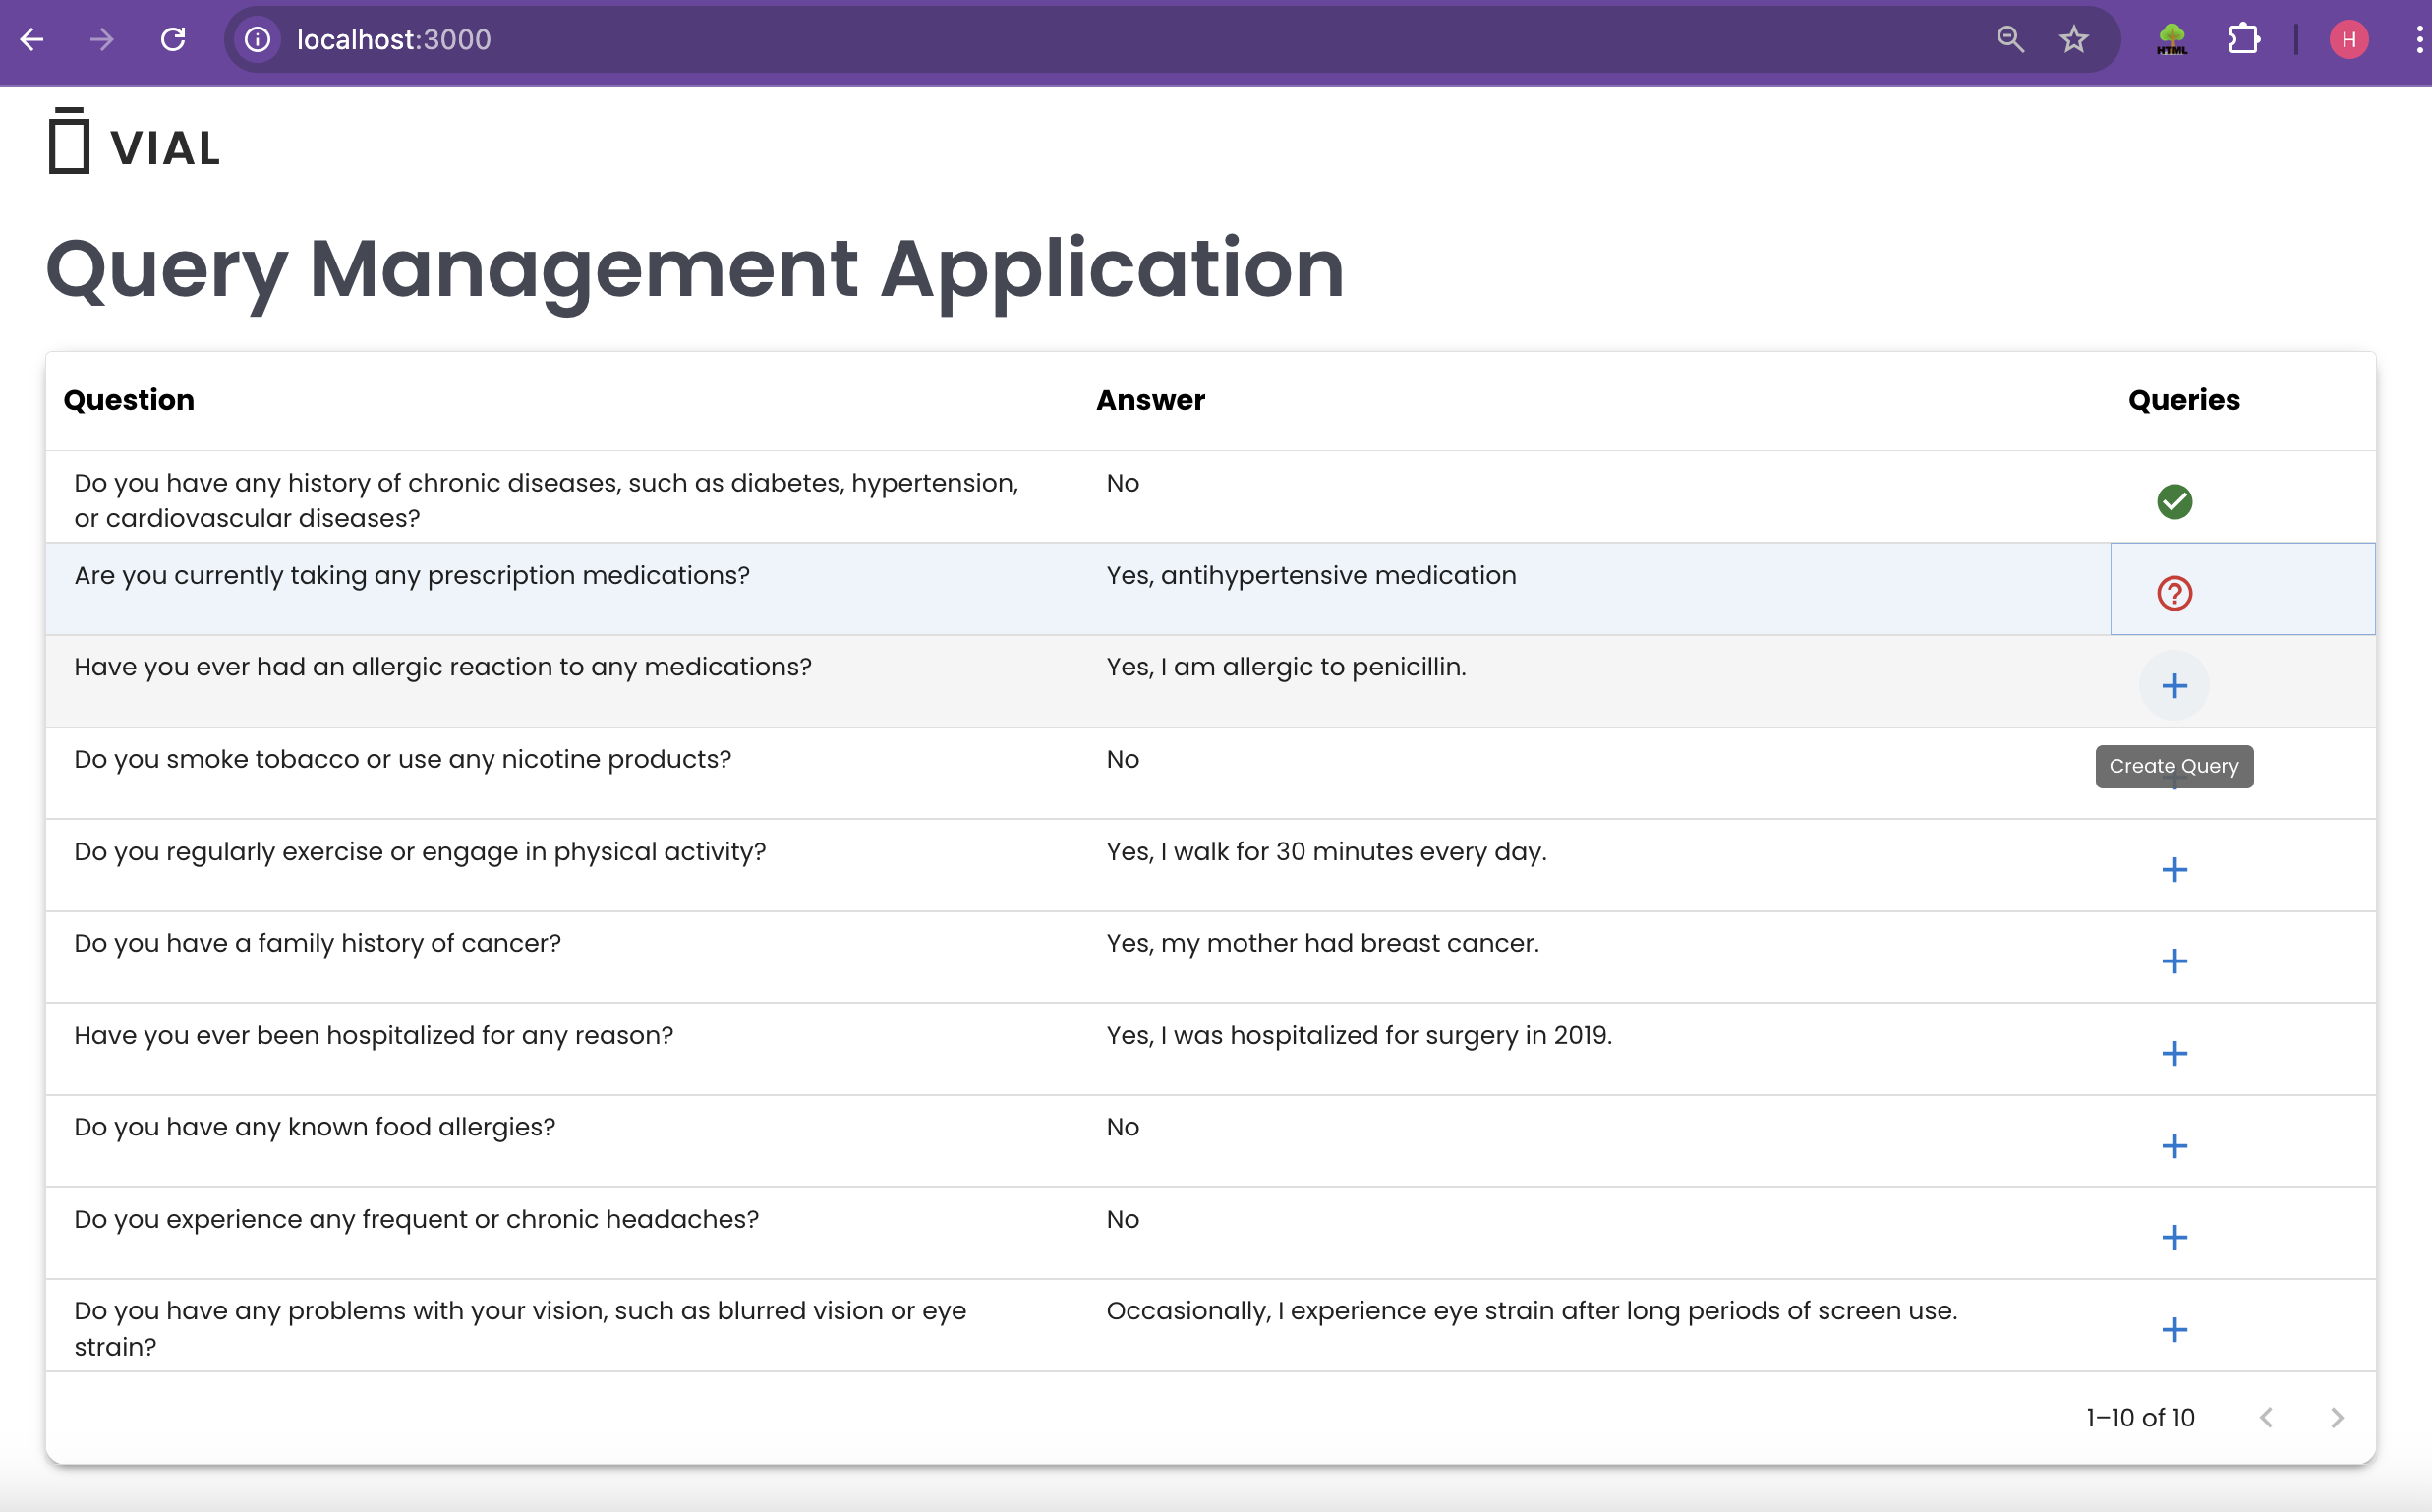 localhost:3000
HTML
H
VIAL
Query Management Application
Question Answer Queries
Do you have any history of chronic diseases, such as diabetes, hypertension, No
or cardiovascular diseases?
Are you currently taking any prescription medications? Yes, antihypertensive medication
Have you ever had an allergic reaction to any medications? Yes, I am allergic to penicillin.
Do you smoke tobacco or use any nicotine products? No
Create Query
Do you regularly exercise or engage in physical activity? Yes, I walk for 30 minutes every day.
Do you have a family history of cancer? Yes, my mother had breast cancer.
Have you ever been hospitalized for any reason? Yes, I was hospitalized for surgery in 2019.
Do you have any known food allergies? No
Do you experience any frequent or chronic headaches? No
Do you have any problems with your vision, such as blurred vision or eye Occasionally, I experience eye strain after long periods of screen use.
strain?
1–10 of 10